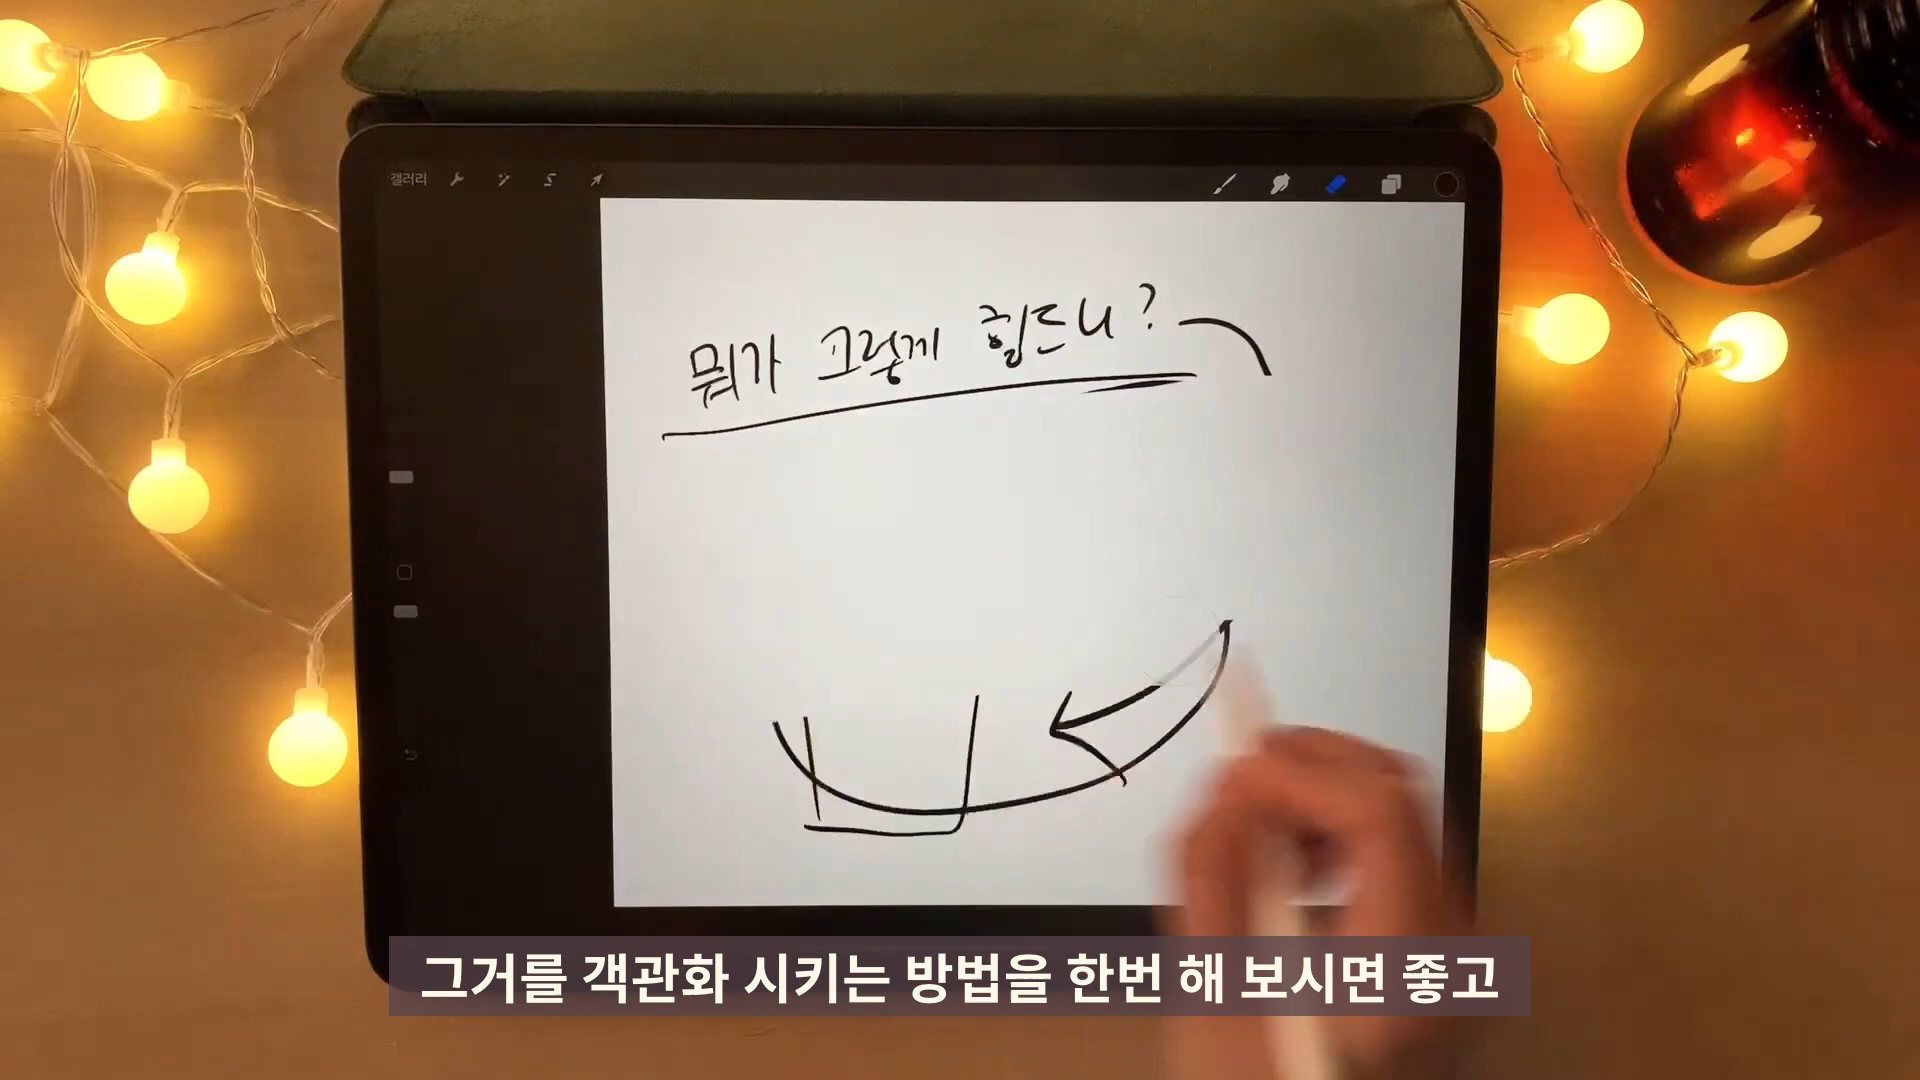 갤러리
뭐가 그렇게 힘드니?
그거를 객관화 시키는 방법을 한번 해 보시면 좋고